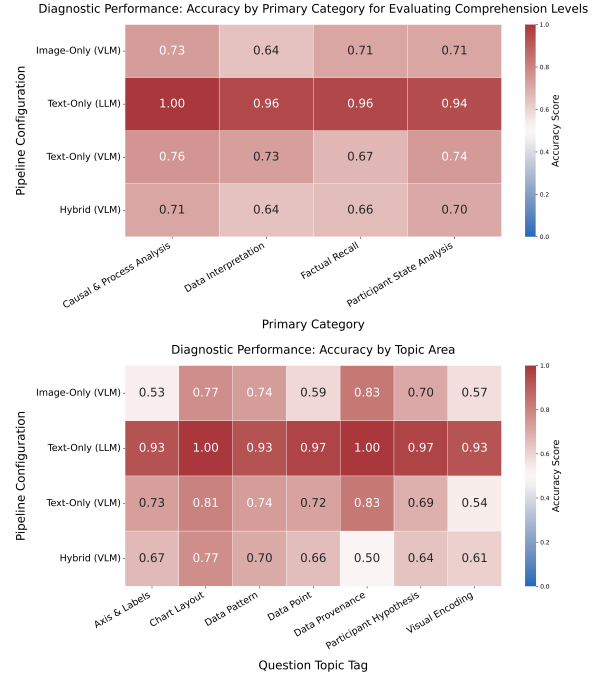 Diagnostic Performance: Accuracy by Primary Category for Evaluating Comprehension Levels
Pipeline Configuration
Image-Only (VLM) 0.73 0.64 0.71 0.71
Text-Only (LLM) 1.00 0.96 0.96 0.94
Text-Only (VLM) 0.76 0.73 0.67 0.74
Hybrid (VLM) 0.71 0.64 0.66 0.70
Causal & Process Analysis
Data Interpretation
Factual Recall
Participant State Analysis
Primary Category
1.0
0.8
0.6
0.4
0.2
0.0
Accuracy Score
Diagnostic Performance: Accuracy by Topic Area
Pipeline Configuration
Image-Only (VLM) 0.53 0.77 0.74 0.59 0.83 0.70 0.57
Text-Only (LLM) 0.93 1.00 0.93 0.97 1.00 0.97 0.93
Text-Only (VLM) 0.73 0.81 0.74 0.72 0.83 0.69 0.54
Hybrid (VLM) 0.67 0.77 0.70 0.66 0.50 0.64 0.61
Axis & Labels
Chart Layout
Data Pattern
Data Point
Data Provenance
Participant Hypothesis
Visual Encoding
Question Topic Tag
1.0
0.8
0.6
0.4
0.2
0.0
Accuracy Score